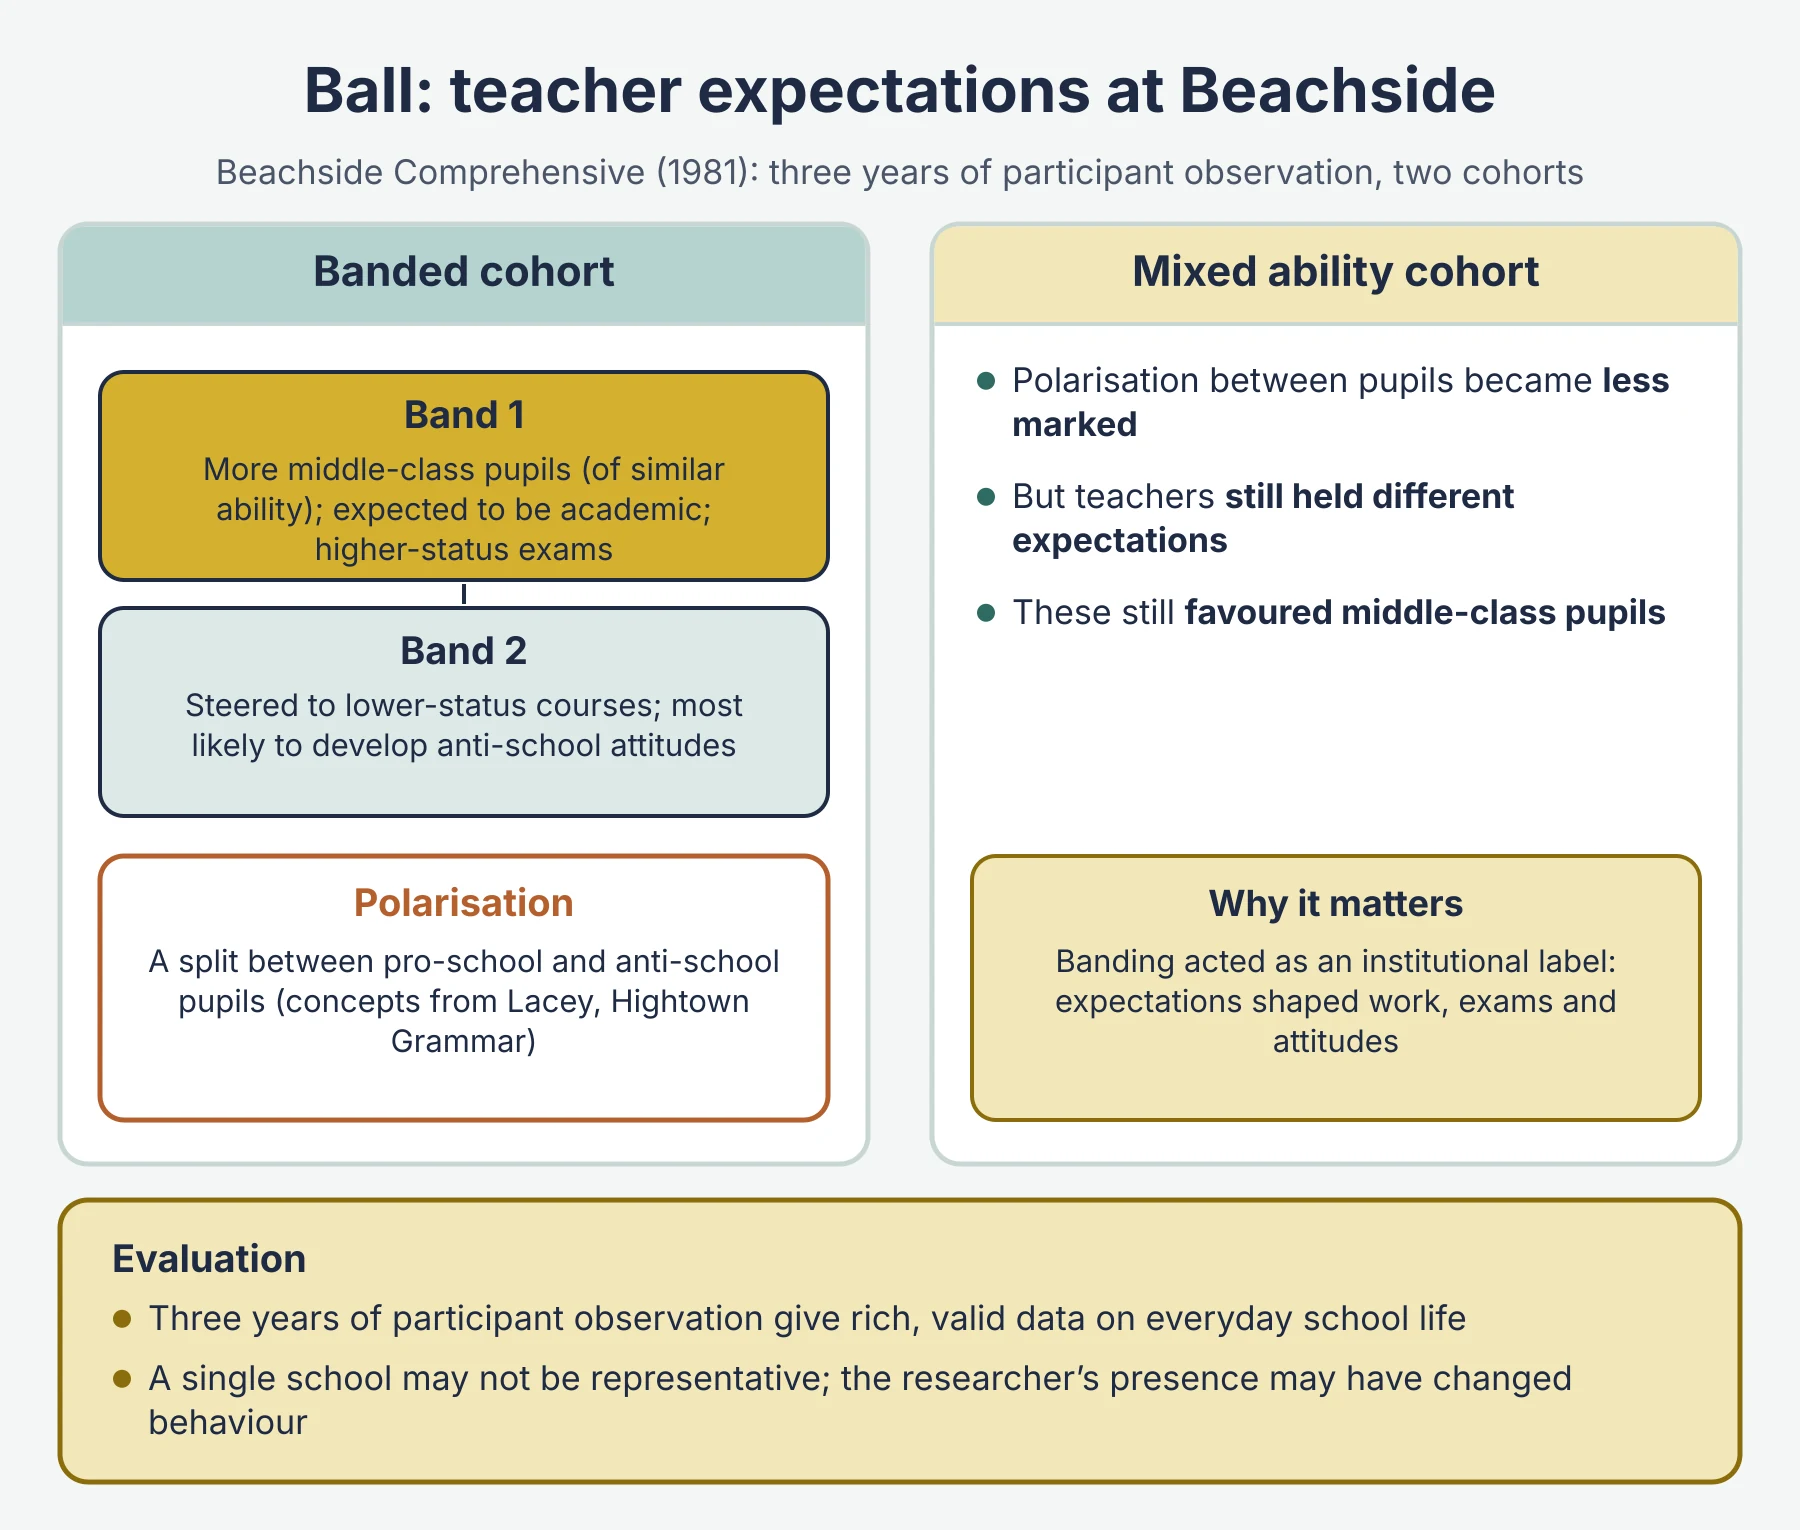 Ball: teacher expectations at Beachside
Beachside Comprehensive (1981): three years of participant observation, two cohorts
Banded cohort
Band 1
More middle-class pupils (of similar
ability); expected to be academic;
higher-status exams
Band 2
Steered to lower-status courses; most
likely to develop anti-school attitudes
Polarisation
A split between pro-school and anti-school
pupils (concepts from Lacey, Hightown
Grammar)
Mixed ability cohort
Polarisation between pupils became less
marked
But teachers still held different
expectations
These still favoured middle-class pupils
Why it matters
Banding acted as an institutional label:
expectations shaped work, exams and
attitudes
Evaluation
Three years of participant observation give rich, valid data on everyday school life
A single school may not be representative; the researcher’s presence may have changed
behaviour